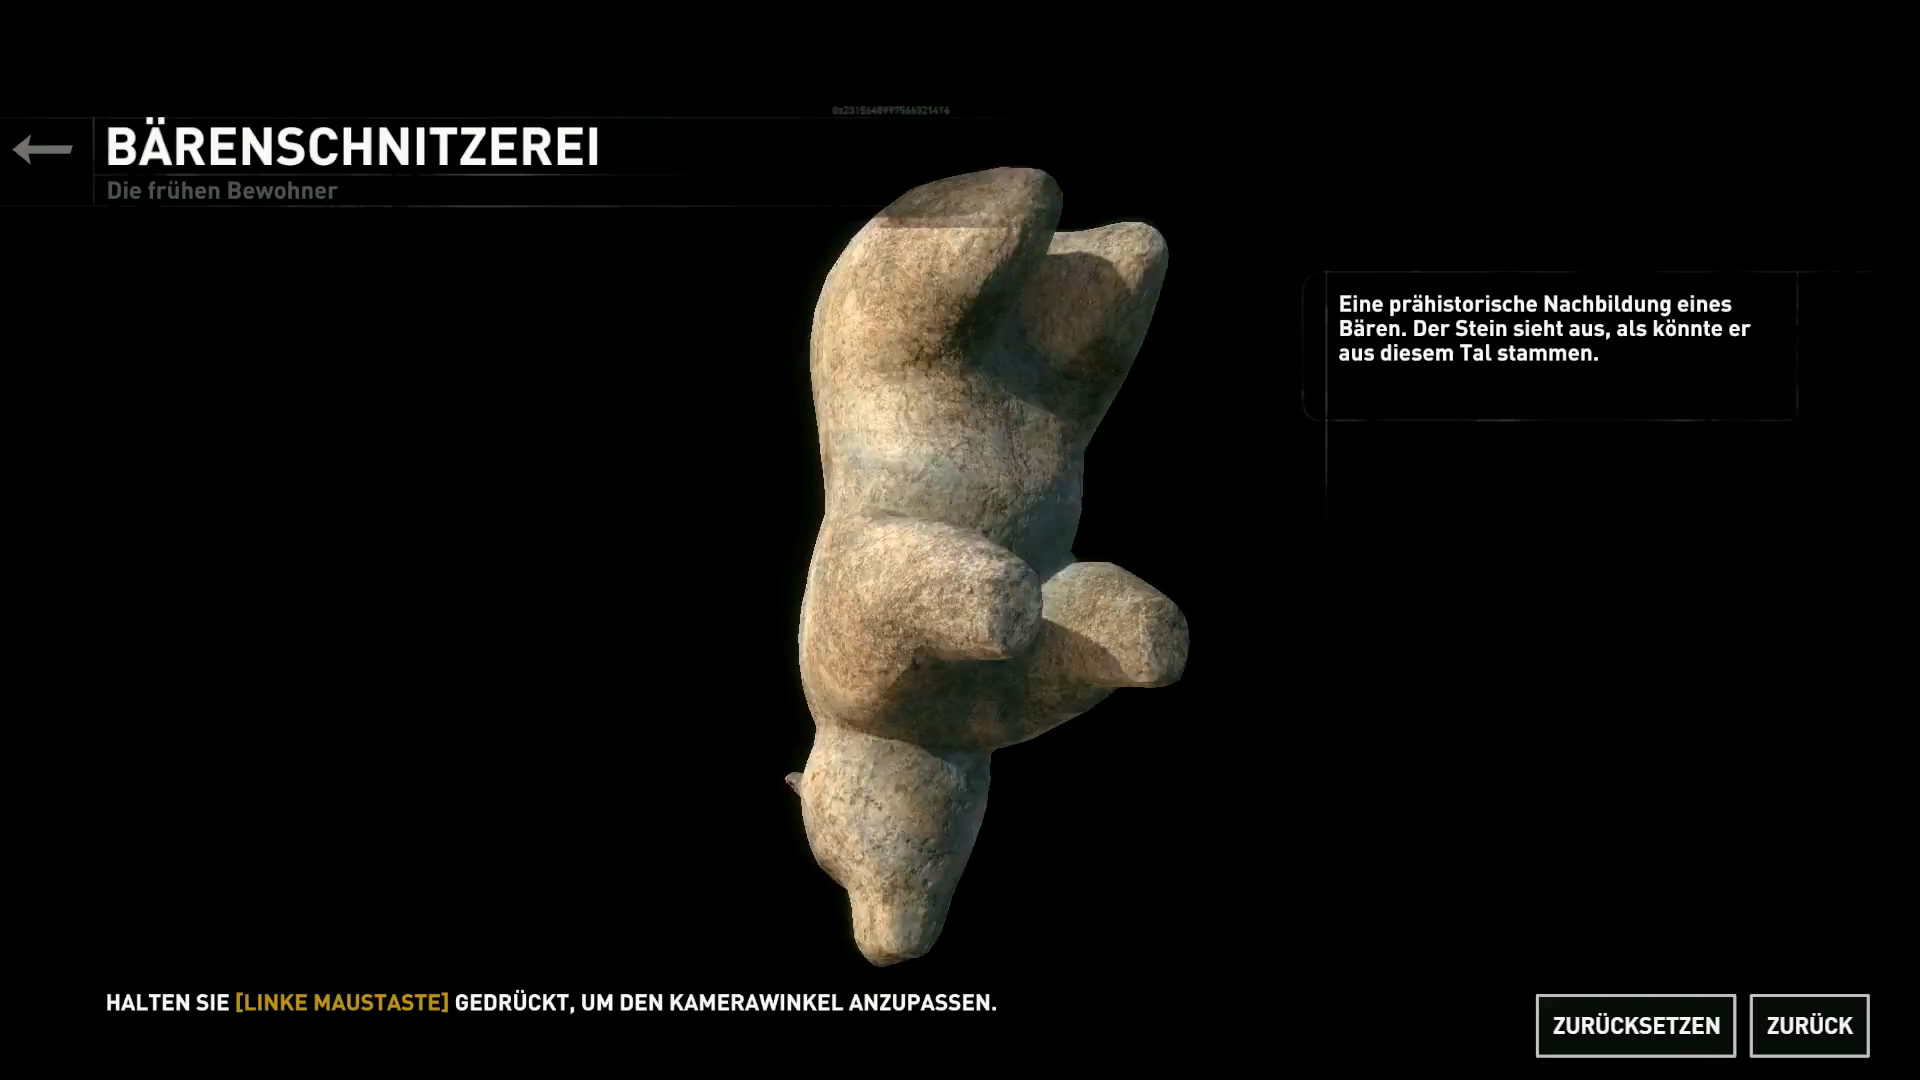 BÄRENSCHNITZEREI
Die frühen Bewohner
Eine prähistorische Nachbildung eines
Bären. Der Stein sieht aus, als könnte er
aus diesem Tal stammen.
HALTEN SIE [LINKE MAUSTASTE] GEDRÜCKT, UM DEN KAMERAWINKEL ANZUPASSEN.
ZURÜCKSETZEN
ZURÜCK